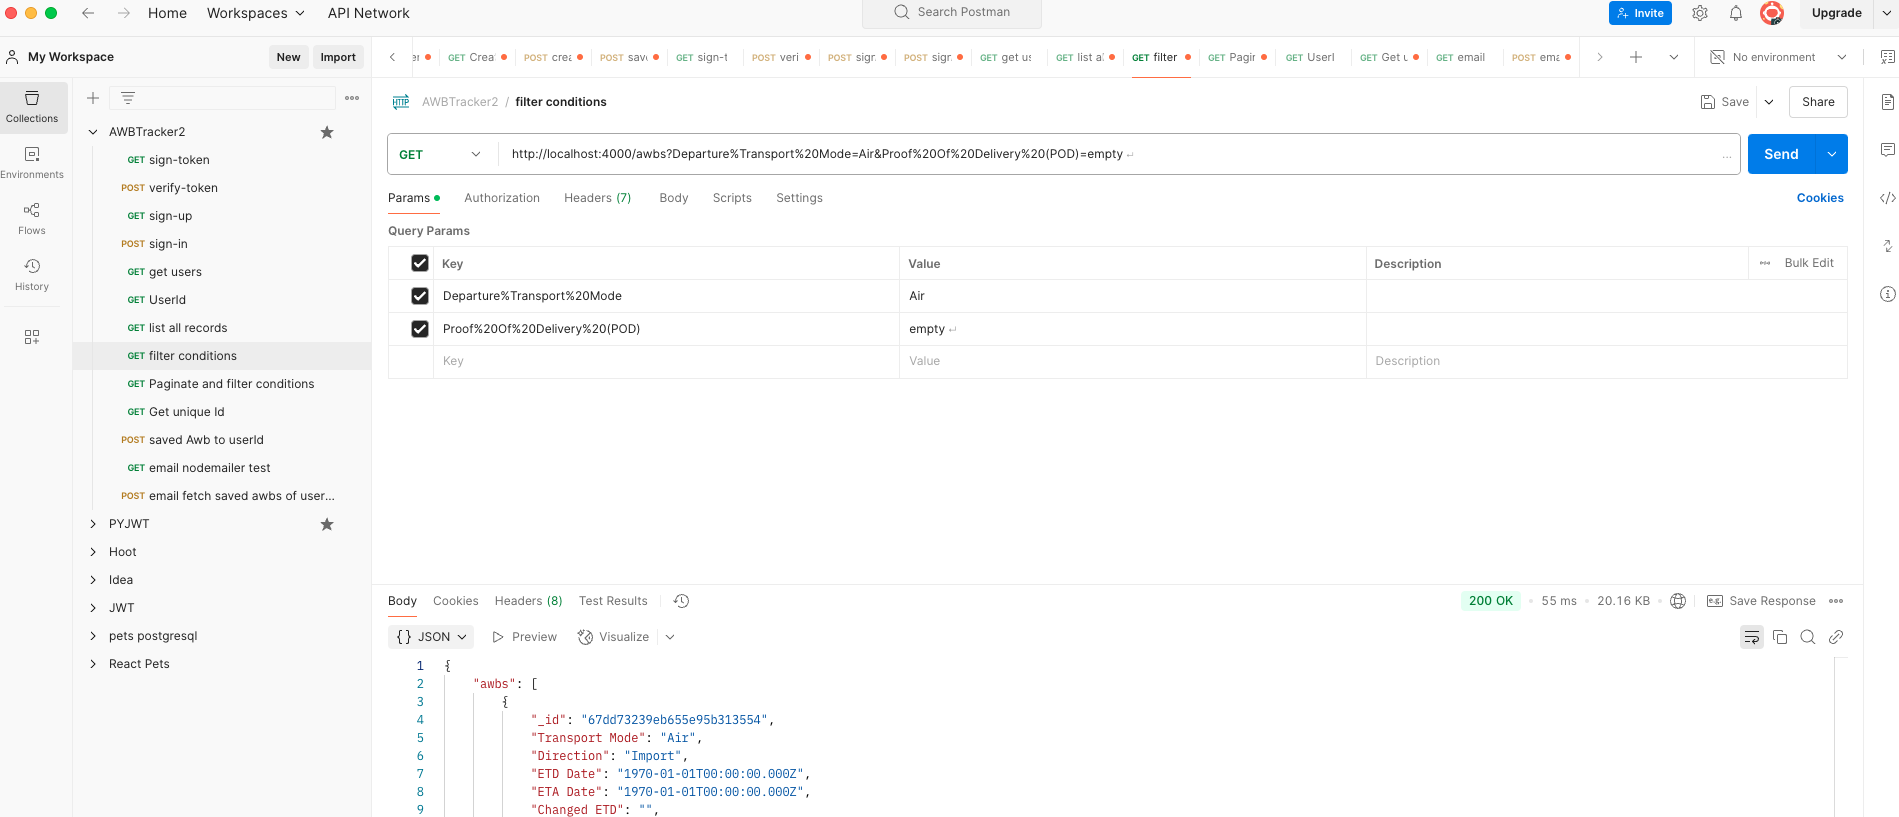 Home Workspaces API Network Search Postman Invite Upgrade
My Workspace New Import
GET Crea POST crea POST sav GET sign-t POST veri POST sign POST sign GET get us GET list a GET filter GET Pagin GET UserI GET Get u GET email POST ema No environment
Collections
Environments
Flows
History
AWBTracker2
GET sign-token
POST verify-token
GET sign-up
POST sign-in
GET get users
GET UserId
GET list all records
GET filter conditions
GET Paginate and filter conditions
GET Get unique Id
POST saved Awb to userId
GET email nodemailer test
POST email fetch saved awbs of user...
PYJWT
Hoot
Idea
JWT
pets postgresql
React Pets
HTTP AWBTracker2 / filter conditions Save Share
GET http://localhost:4000/awbs?Departure%Transport%20Mode=Air&Proof%20Of%20Delivery%20(POD)=empty ↵ ... Send
Params Authorization Headers (7) Body Scripts Settings Cookies
Query Params
Key Value Description Bulk Edit
Departure%Transport%20Mode Air
Proof%20Of%20Delivery%20(POD) empty ↵
Key Value Description
Body Cookies Headers (8) Test Results 200 OK • 55 ms • 20.16 KB • e.g. Save Response
{} JSON Preview Visualize
1 {
2 "awbs": [
3 {
4 "_id": "67dd73239eb655e95b313554",
5 "Transport Mode": "Air",
6 "Direction": "Import",
7 "ETD Date": "1970-01-01T00:00:00.000Z",
8 "ETA Date": "1970-01-01T00:00:00.000Z",
9 "Changed ETD": "",